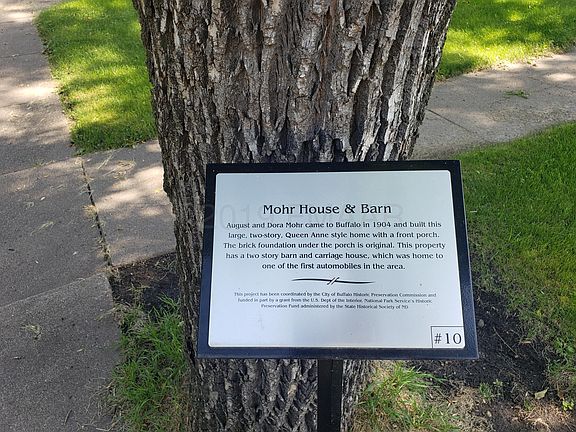 Mohr House & Barn
August and Dora Mohr came to Buffalo in 1904 and built this
large, two-story, Queen Anne style home with a front porch.
The brick foundation under the porch is original. This property
has a two story barn and carriage house, which was home to
one of the first automobiles in the area.
This project has been coordinated by the City of Buffalo Historic Preservation Commission and
funded in part by a grant from the U.S. Dept of the Interior, National Park Service's Historic
Preservation Fund administered by the State Historical Society of ND
#10